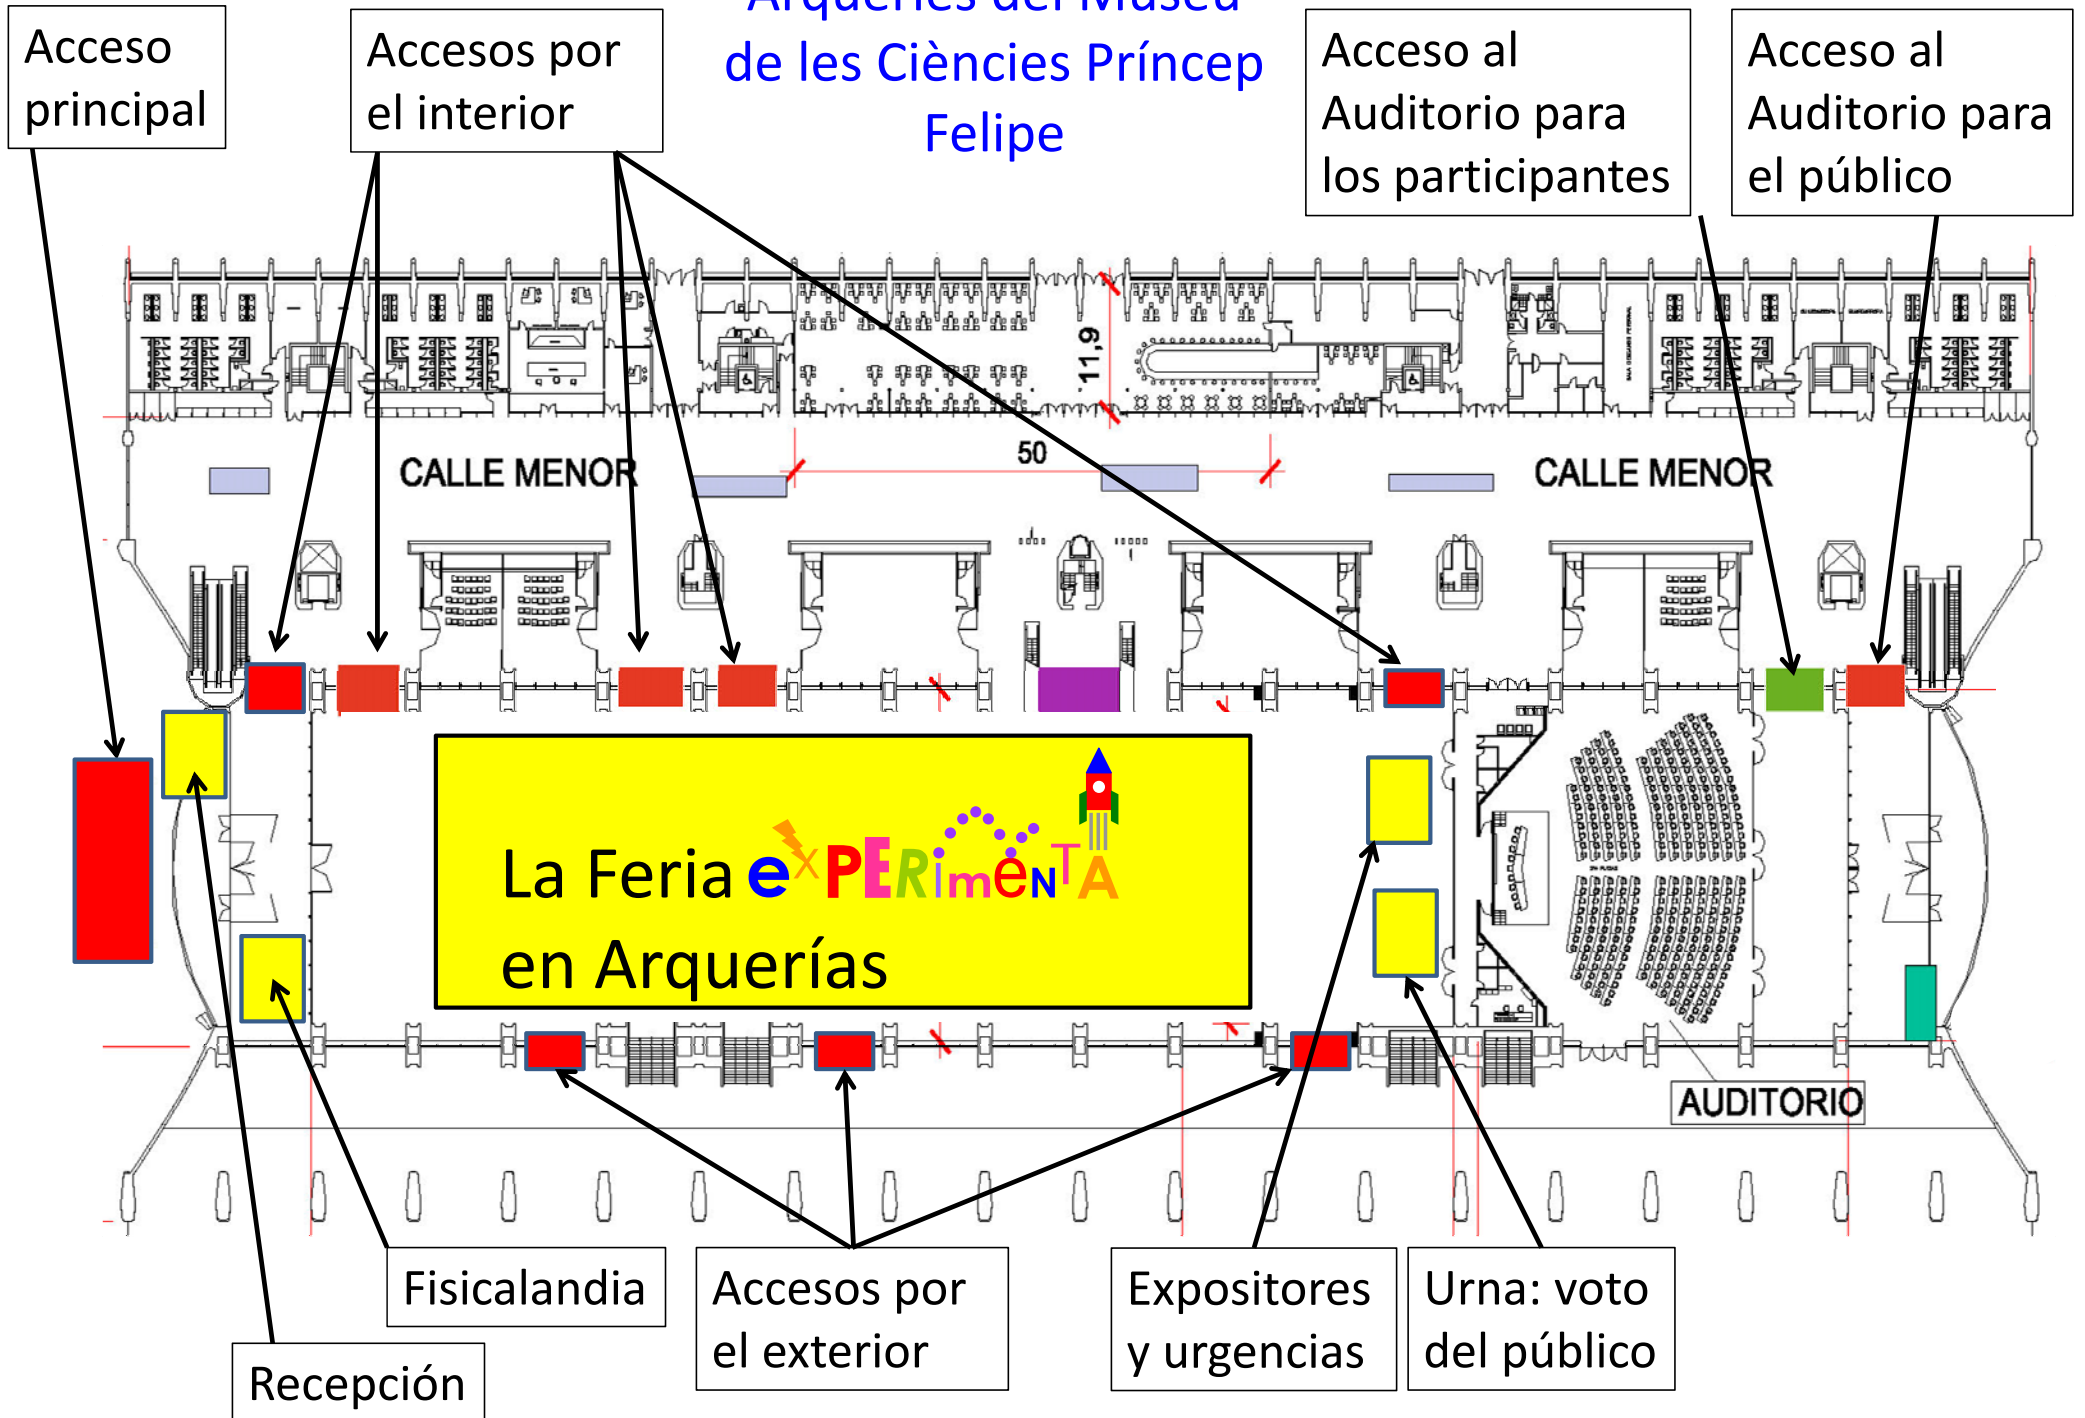 Arqueries del Museu
de les Ciències Príncep
Felipe
Acceso
principal
Accesos por
el interior
Acceso al
Auditorio para
los participantes
Acceso al
Auditorio para
el público
11,9
50
CALLE MENOR
CALLE MENOR
La Feria eXPERimeNTA
en Arquerías
AUDITORIO
Fisicalandia
Recepción
Accesos por
el exterior
Expositores
y urgencias
Urna: voto
del público